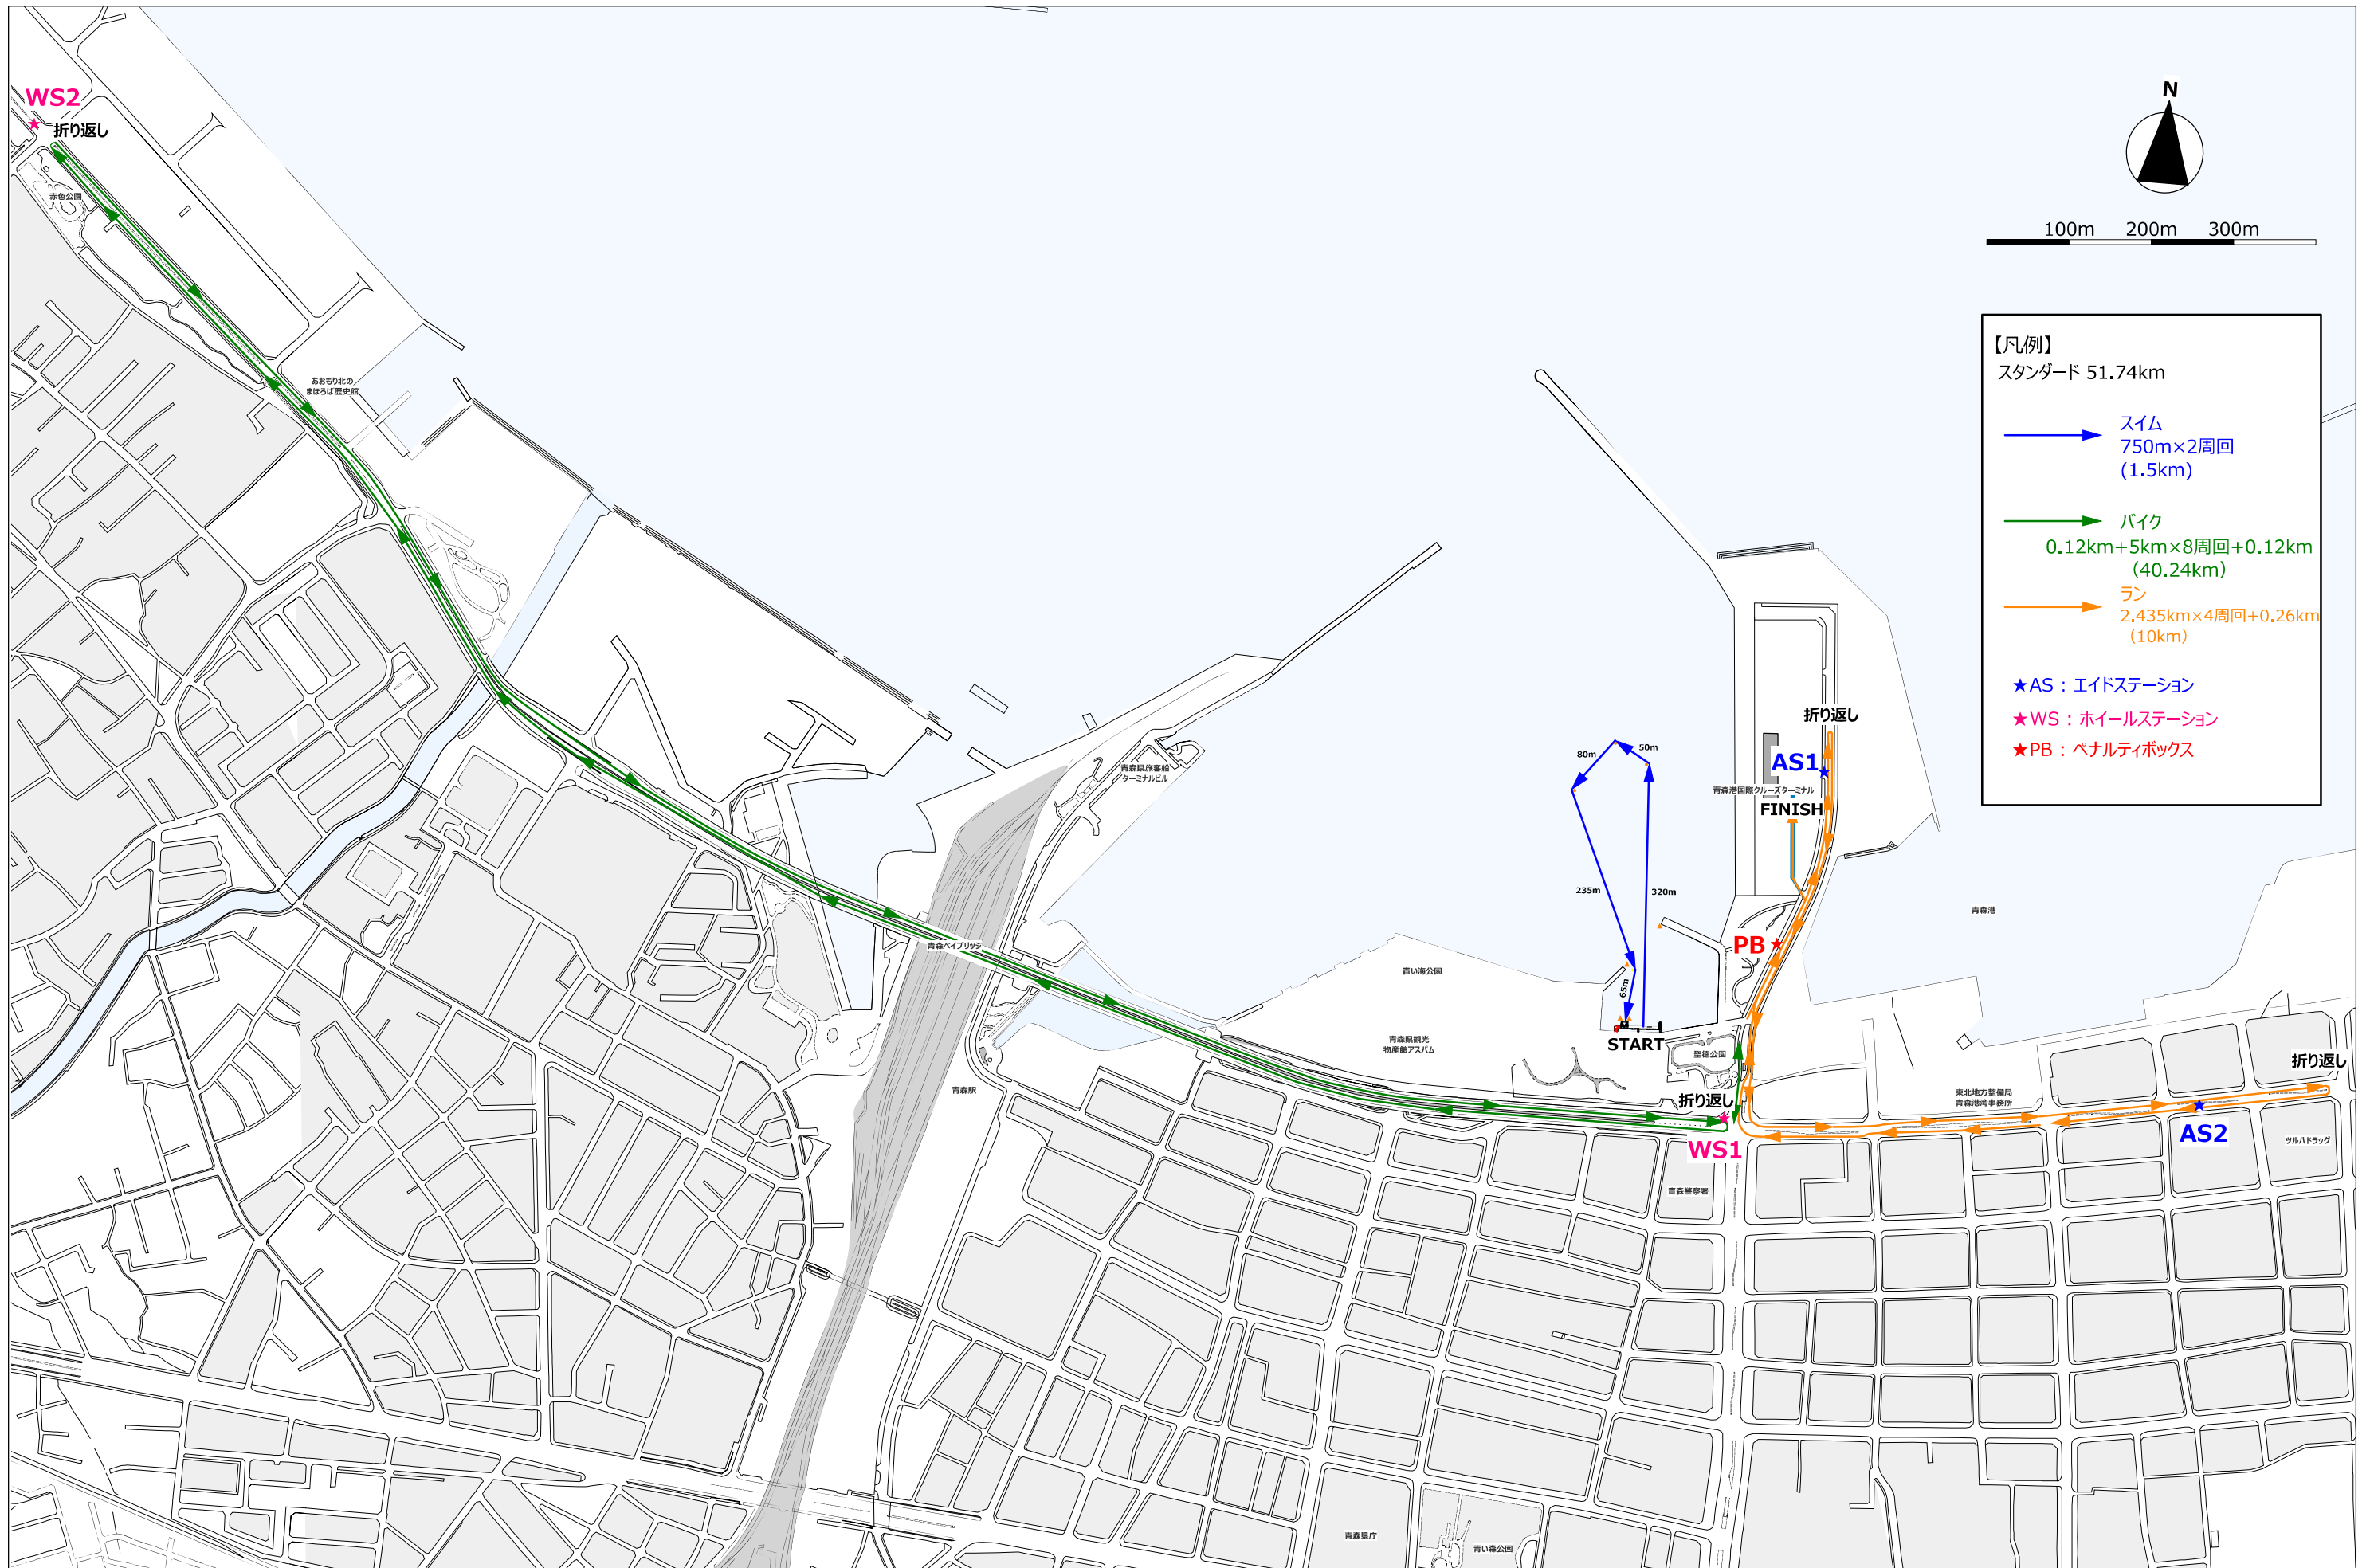 WS2
折り返し
赤色公園
N
100m 200m 300m
【凡例】
スタンダード 51.74km
スイム
750m×2周回
(1.5km)
バイク
0.12km+5km×8周回+0.12km
（40.24km）
ラン
2.435km×4周回+0.26km
（10km）
★AS：エイドステーション
★WS：ホイールステーション
★PB：ペナルティボックス
あおもり北の
まほろば歴史館
青森県旅客船
ターミナルビル
50m
80m
235m
320m
65m
START
折り返し
AS1
青森港国際クルーズターミナル
FINISH
青森港
PB
青森ベイブリッジ
青い海公園
青森県観光
物産館アスパム
聖徳公園
青森駅
折り返し
WS1
東北地方整備局
青森港湾事務所
折り返し
AS2
ツルハドラッグ
青森警察署
青森県庁
青い森公園